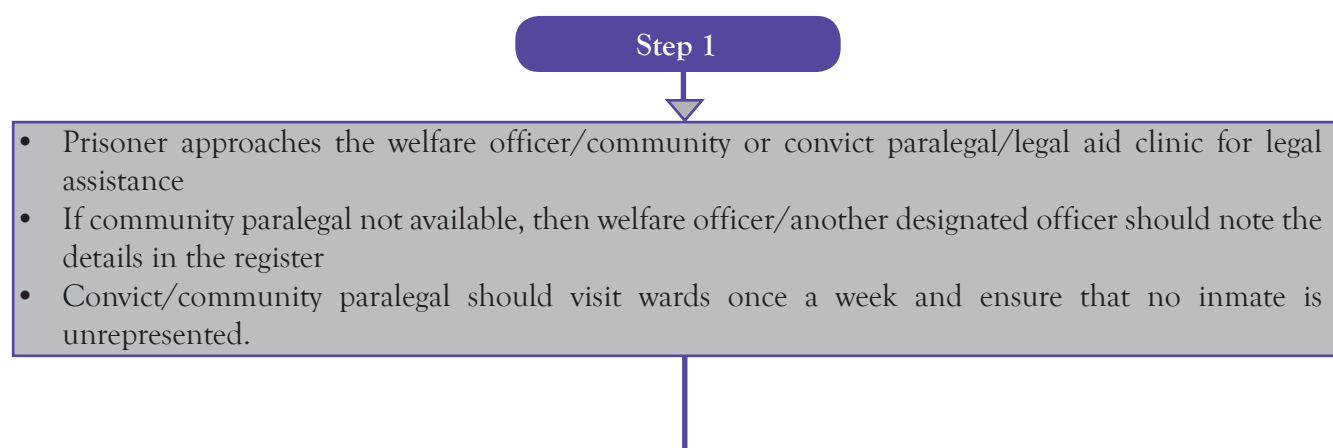 Step 1
• Prisoner approaches the welfare officer/community or convict paralegal/legal aid clinic for legal
assistance
• If community paralegal not available, then welfare officer/another designated officer should note the
details in the register
• Convict/community paralegal should visit wards once a week and ensure that no inmate is
unrepresented.